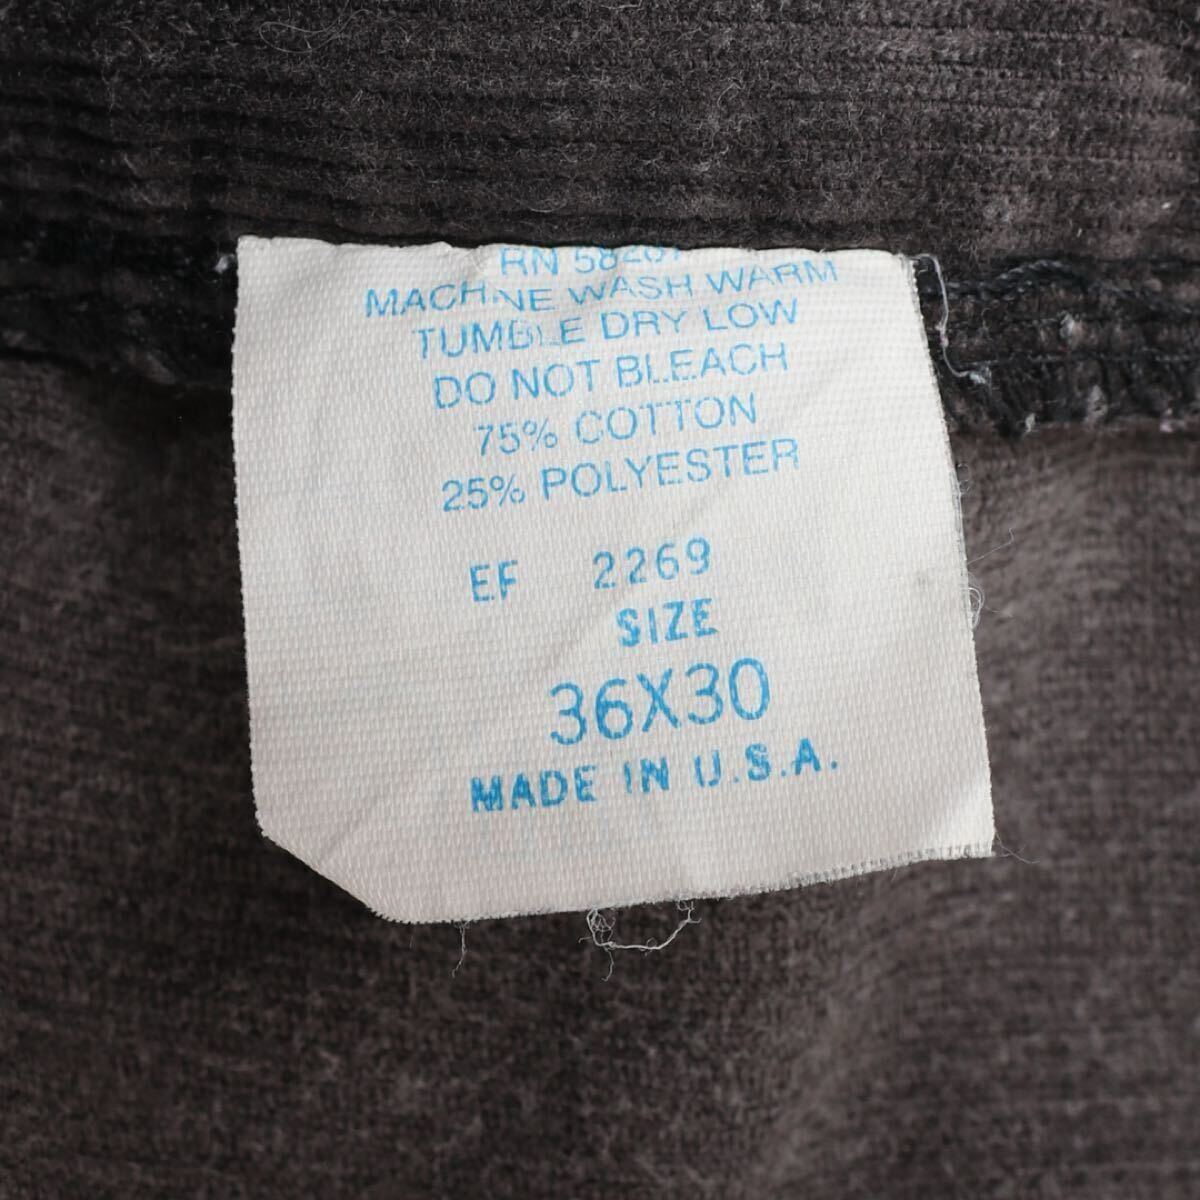 RN
MACHINE WASH WARM
TUMBLE DRY LOW
DO NOT BLEACH
75% COTTON
25% POLYESTER
EF 2269
SIZE
36X30
MADE IN U.S.A.